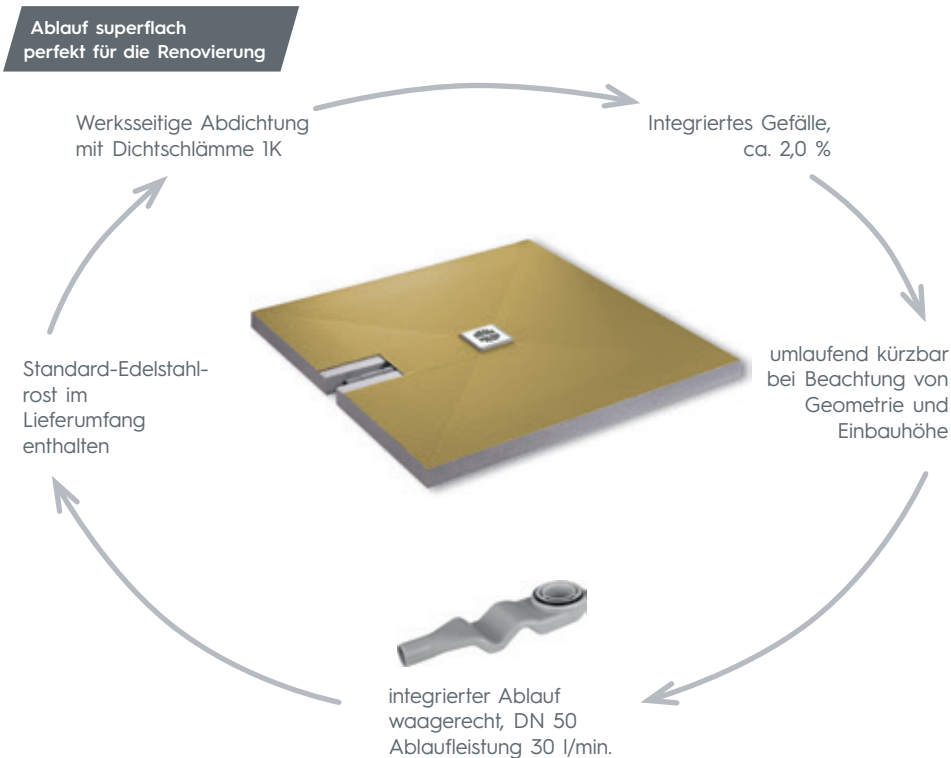 Ablauf superflach
perfekt für die Renovierung
Werksseitige Abdichtung
mit Dichtschlämme 1K
Integriertes Gefälle,
ca. 2,0 %
umlaufend kürzbar
bei Beachtung von
Geometrie und
Einbauhöhe
integrierter Ablauf
waagerecht, DN 50
Ablaufleistung 30 l/min.
Standard-Edelstahl-
rost im
Lieferumfang
enthalten